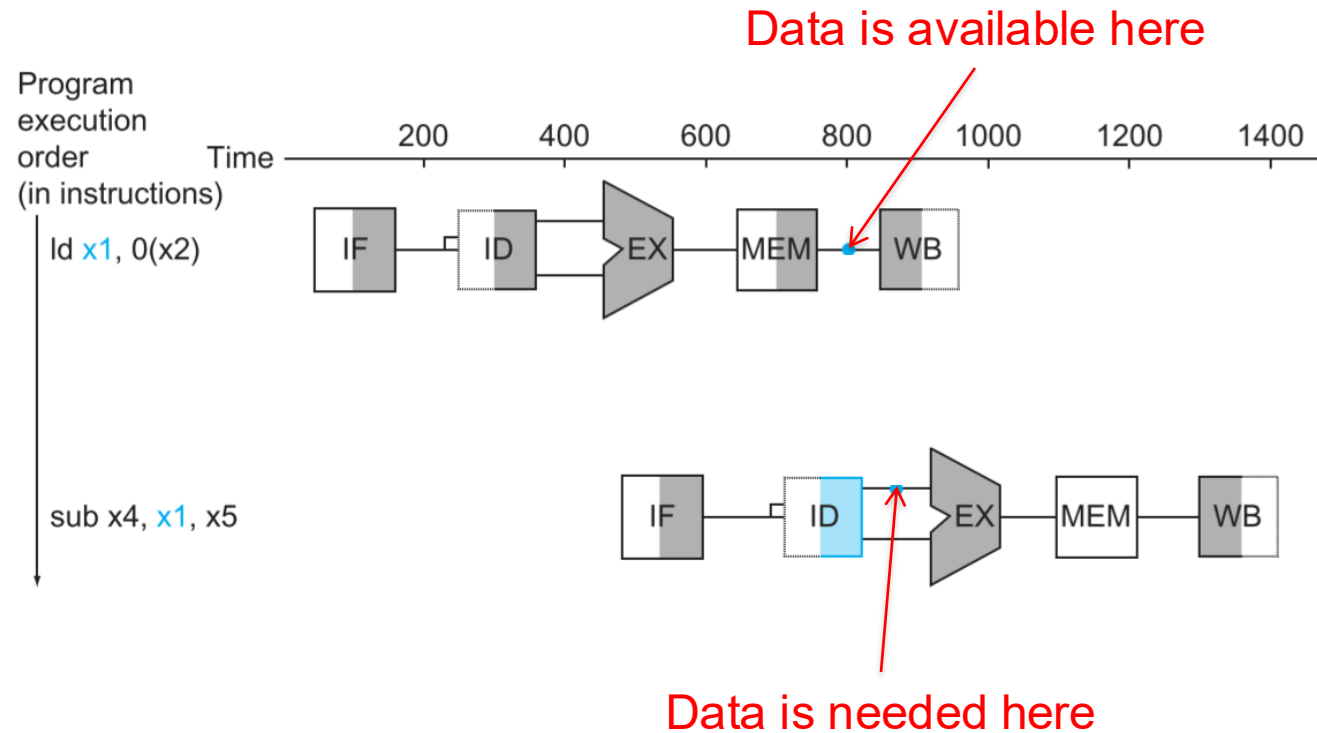 Data is available here
Program
execution
order
(in instructions)
Time
200 400 600 800 1000 1200 1400
ld x1, 0(x2)
IF ID EX MEM WB
sub x4, x1, x5
IF ID EX MEM WB
Data is needed here